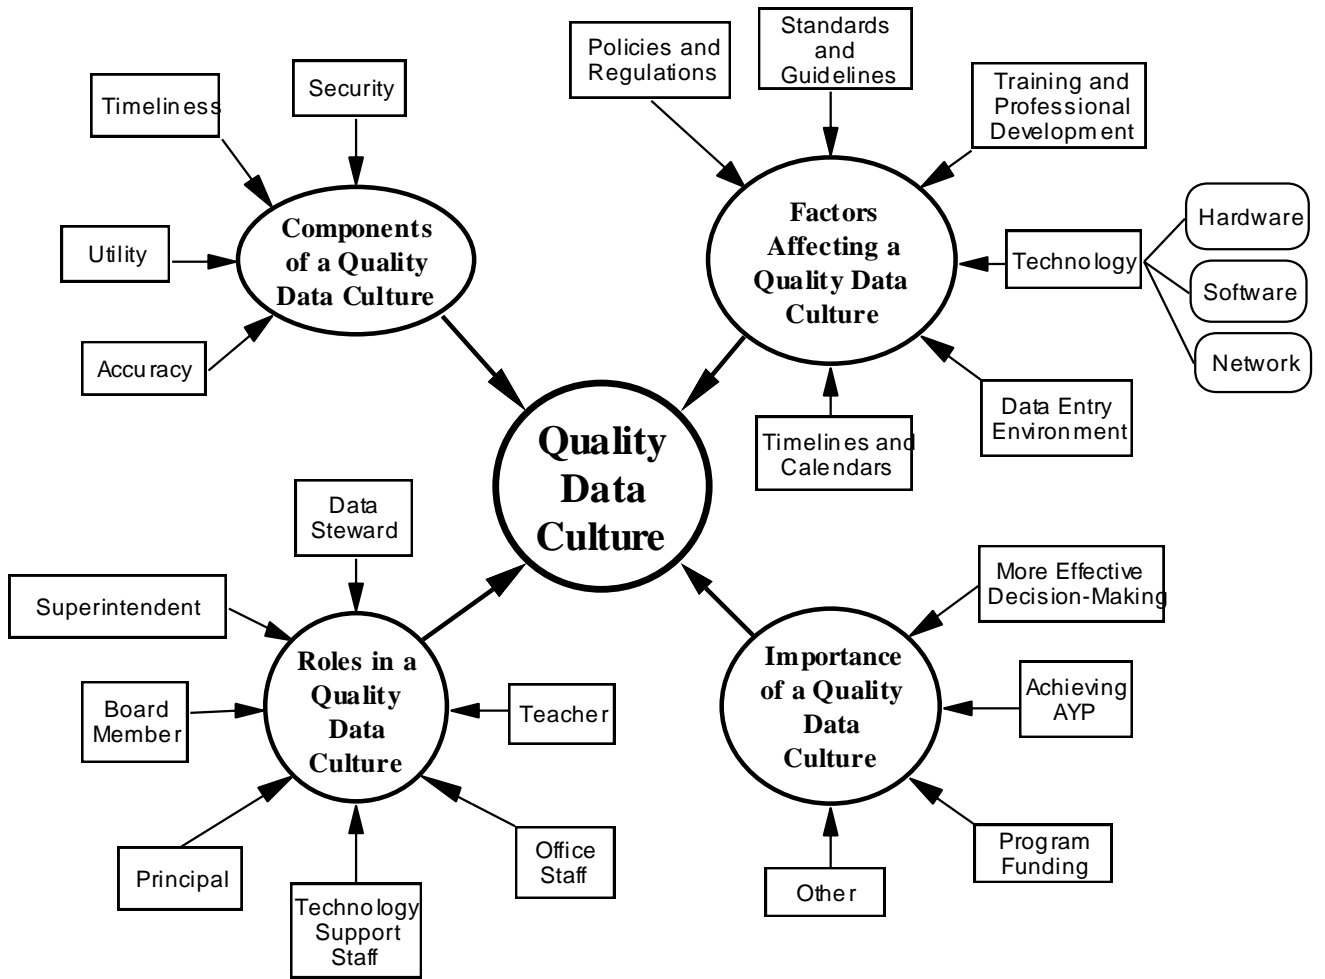 Timeliness
Security
Utility
Accuracy
Components
of a Quality
Data Culture
Policies and
Regulations
Standards
and
Guidelines
Training and
Professional
Development
Factors
Affecting a
Quality Data
Culture
Technology
Hardware
Software
Network
Timelines and
Calendars
Data Entry
Environment
Quality
Data
Culture
Data
Steward
Superintendent
Board
Member
Principal
Technology
Support
Staff
Office
Staff
Teacher
Roles in a
Quality
Data
Culture
Importance
of a Quality
Data
Culture
More Effective
Decision-Making
Achieving
AYP
Program
Funding
Other